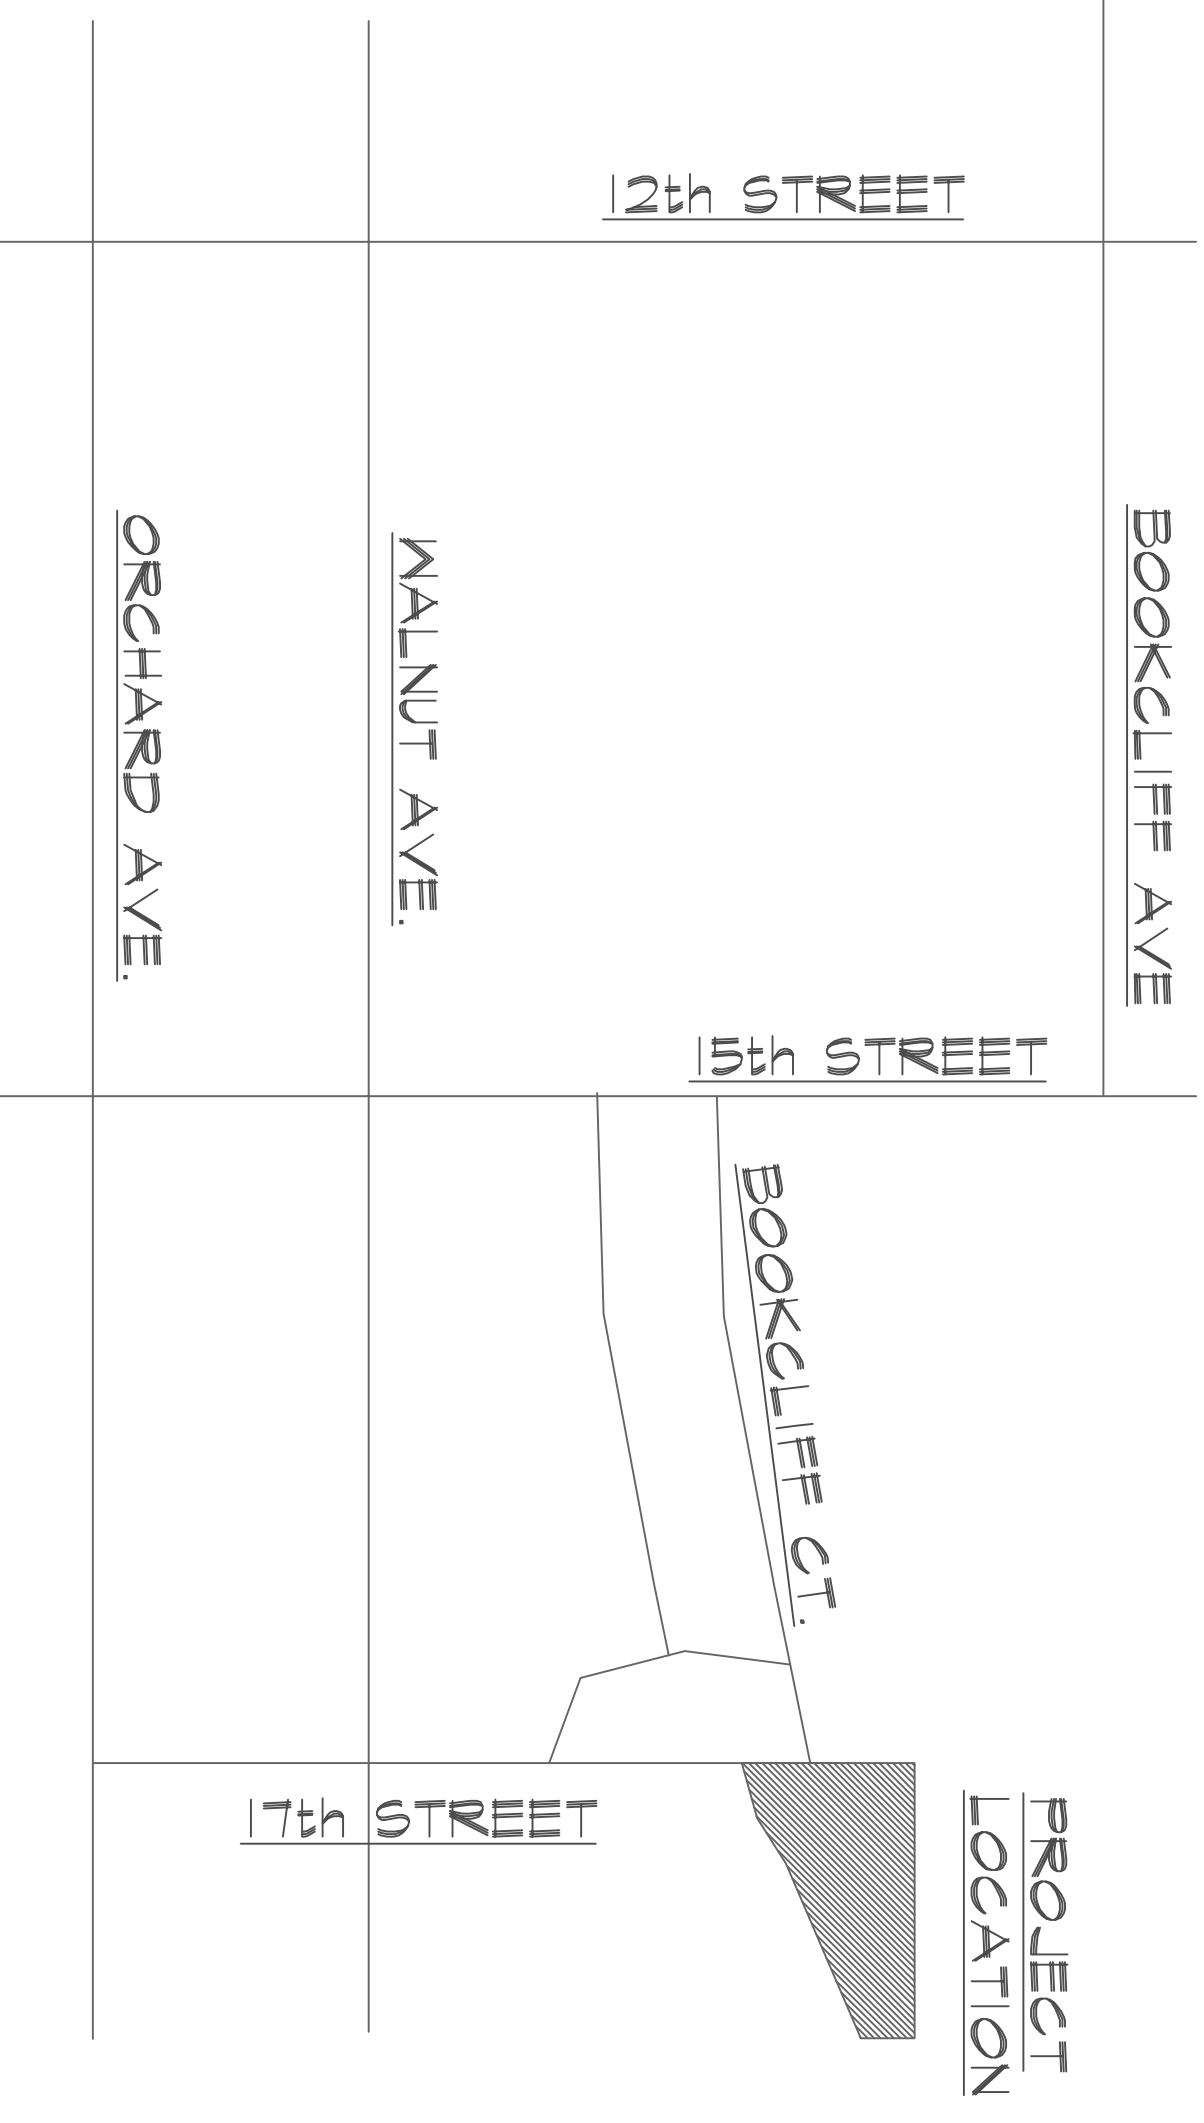 12th STREET
ORCHARD AVE.
WALNUT AVE.
BOOKCLIFF AVE
15th STREET
BOOKCLIFF CT.
17th STREET
PROJECT
LOCATION